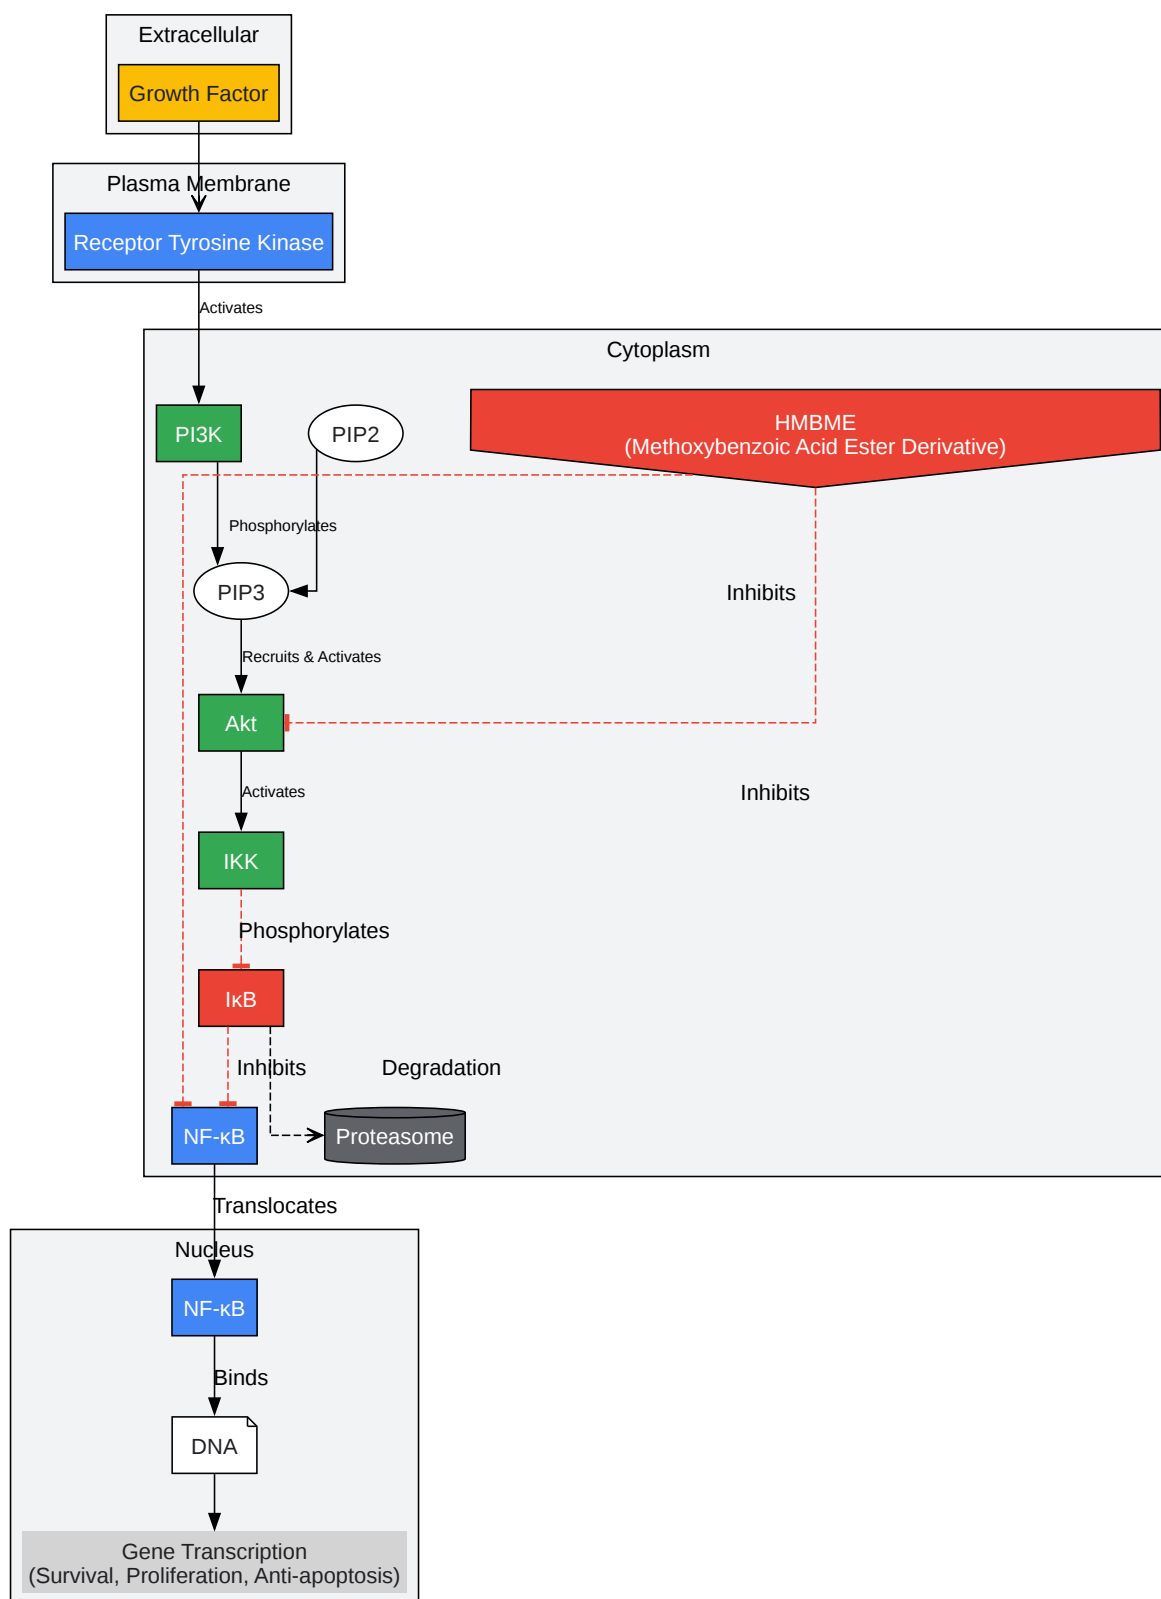 Extracellular
Growth Factor
Plasma Membrane
Receptor Tyrosine Kinase
Activates
Cytoplasm
PI3K
PIP2
HMBME
(Methoxybenzoic Acid Ester Derivative)
Phosphorylates
PIP3
Inhibits
Recruits & Activates
Akt
Activates
Inhibits
IKK
Phosphorylates
IκB
Inhibits
Degradation
NF-κB
Proteasome
Translocates
Nucleus
NF-κB
Binds
DNA
Gene Transcription
(Survival, Proliferation, Anti-apoptosis)